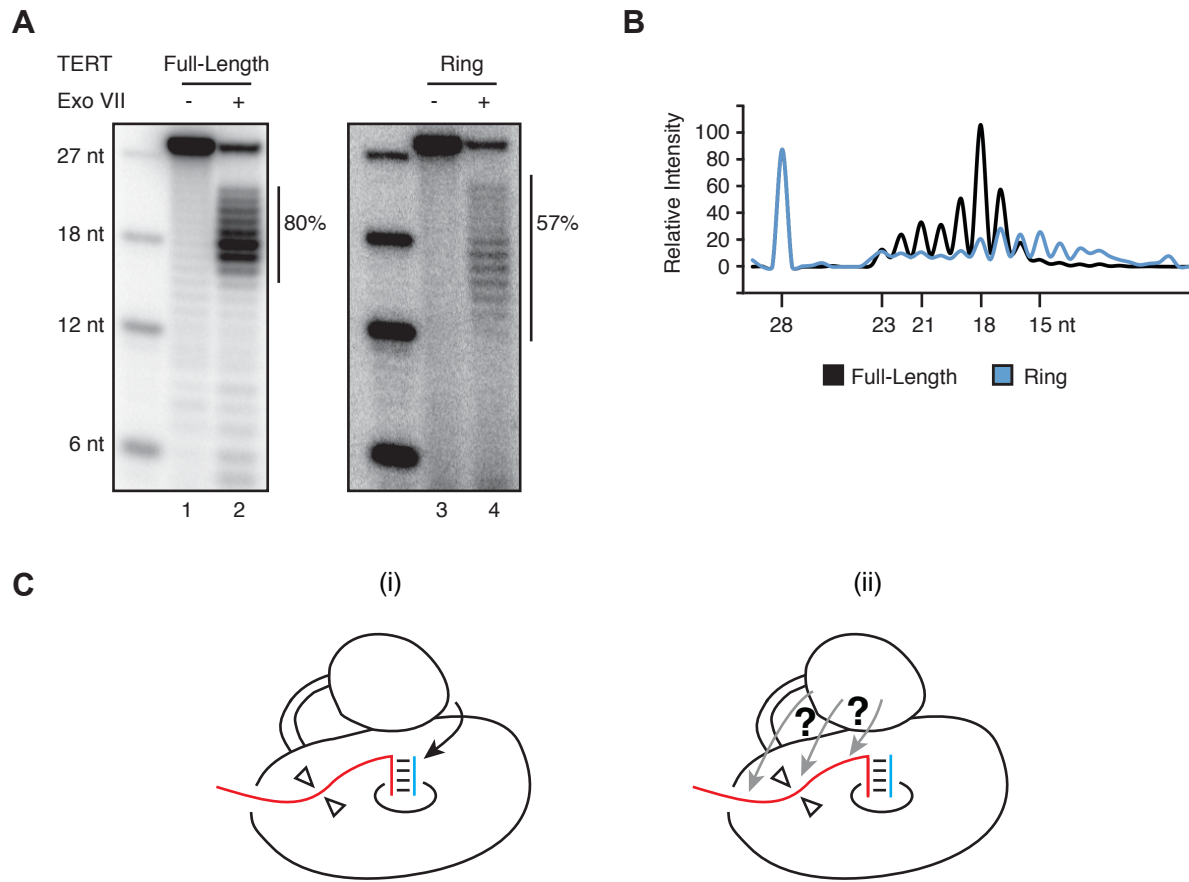 A
TERT Full-Length Ring
Exo VII - + - +
27 nt
18 nt
12 nt
6 nt
80%
57%
1 2 3 4
B
Relative Intensity
100
80
60
40
20
0
28 23 21 18 15 nt
Full-Length Ring
C
(i) (ii)
? ?